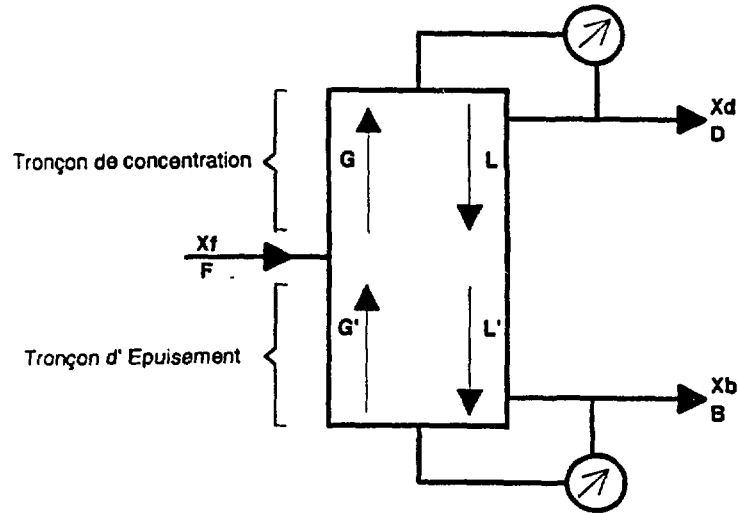 Xd
D
Tronçon de concentration
G
L
Xf
F
G'
L'
Tronçon d' Epuisement
Xb
B